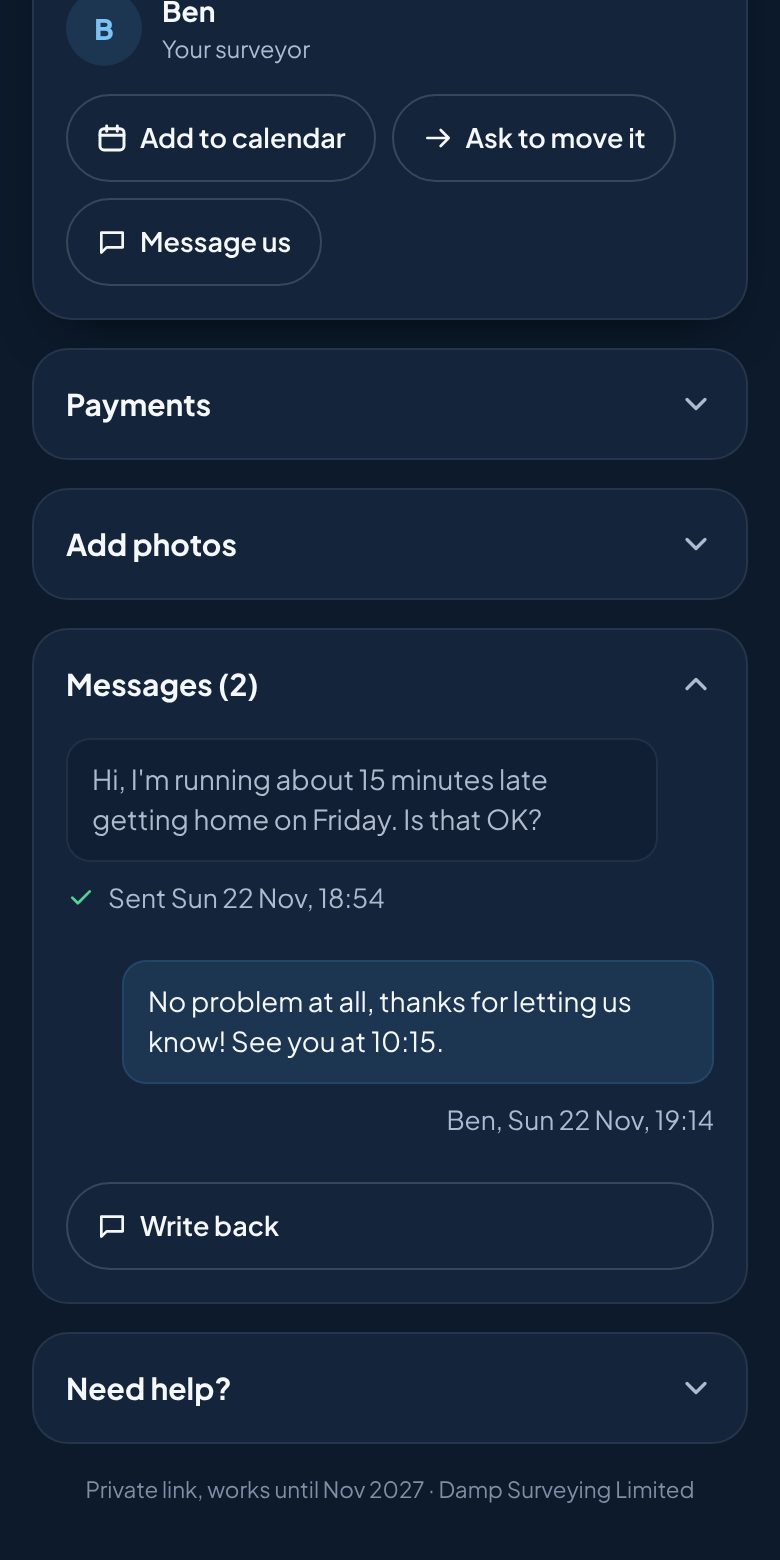 B
Ben
Your surveyor
Add to calendar
Ask to move it
Message us
Payments
Add photos
Messages (2)
Hi, I'm running about 15 minutes late
getting home on Friday. Is that OK?
Sent Sun 22 Nov, 18:54
No problem at all, thanks for letting us
know! See you at 10:15.
Ben, Sun 22 Nov, 19:14
Write back
Need help?
Private link, works until Nov 2027 · Damp Surveying Limited